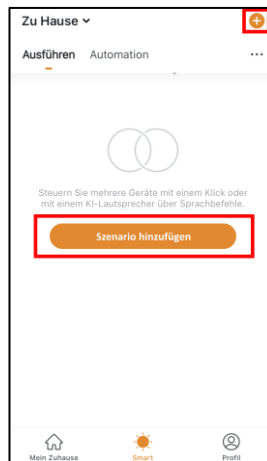 Zu Hause
Ausführen Automation
Steuern Sie mehrere Geräte mit einem Klick oder
mit einem KI-Lautsprecher über Sprachbefehle.
Szenario hinzufügen
Mein Zuhause Smart Profil